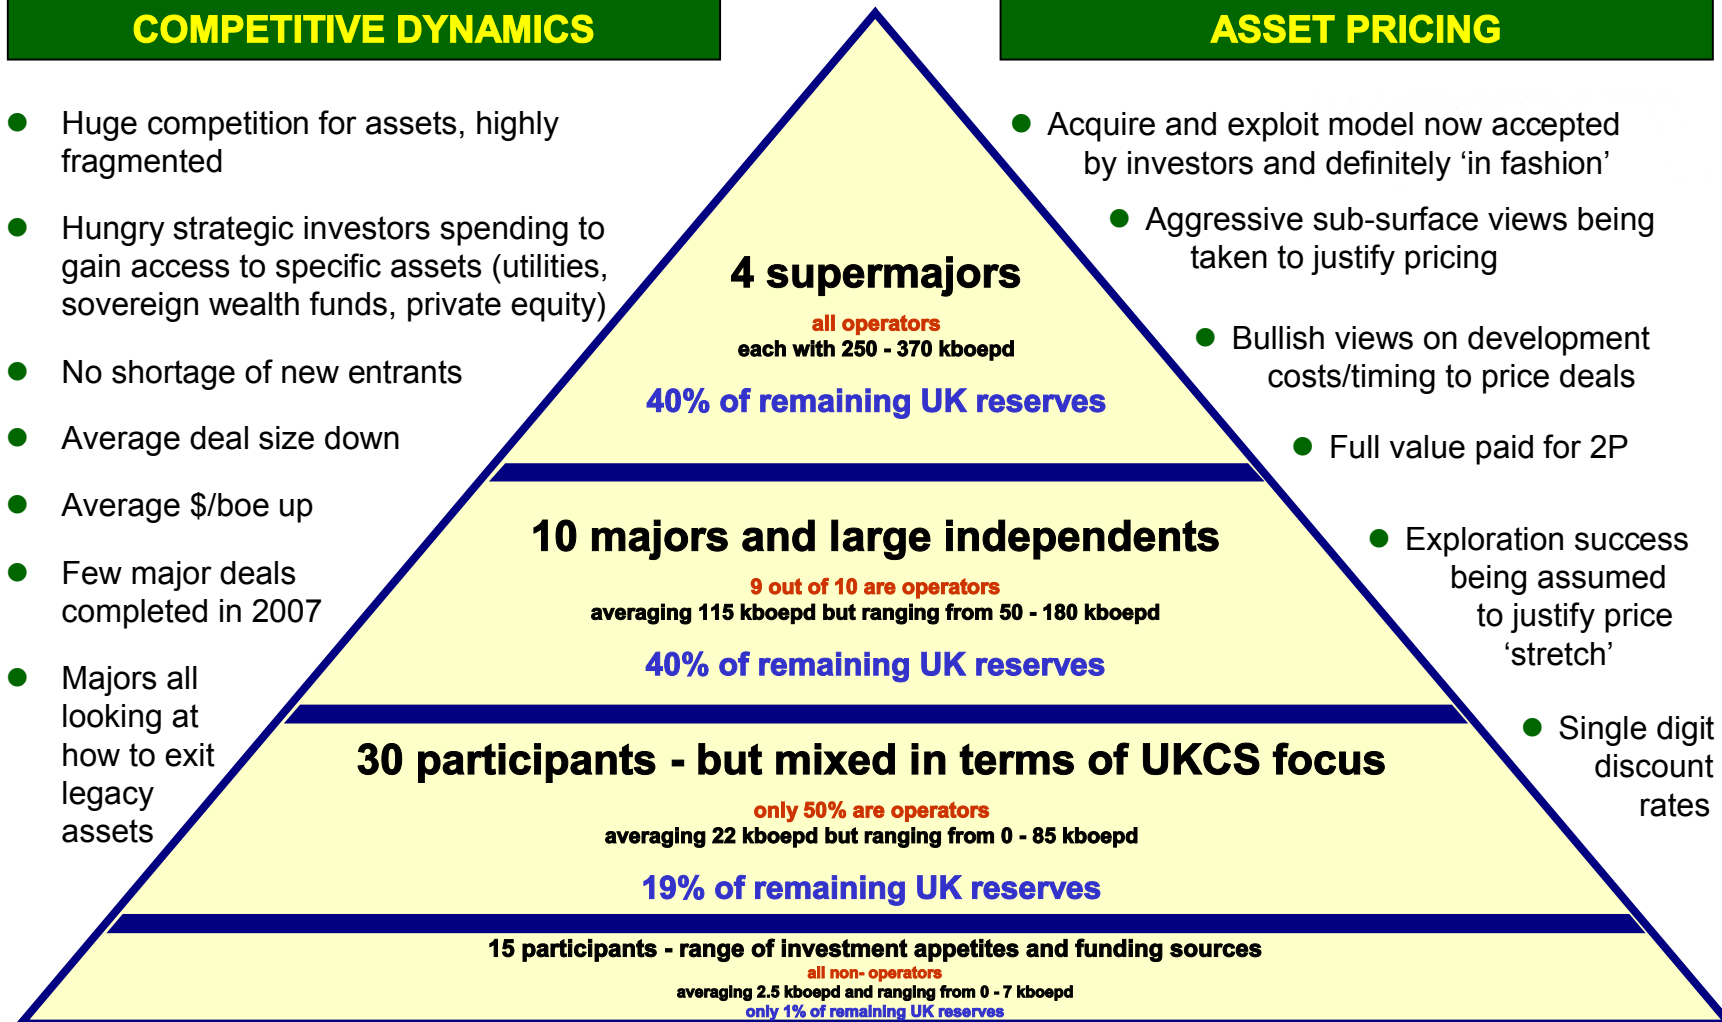 COMPETITIVE DYNAMICS
Huge competition for assets, highly
fragmented
Hungry strategic investors spending to
gain access to specific assets (utilities,
sovereign wealth funds, private equity)
No shortage of new entrants
Average deal size down
Average $/boe up
Few major deals
completed in 2007
Majors all
looking at
how to exit
legacy
assets
4 supermajors
all operators
each with 250 - 370 kboepd
40% of remaining UK reserves
10 majors and large independents
9 out of 10 are operators
averaging 115 kboepd but ranging from 50 - 180 kboepd
40% of remaining UK reserves
30 participants - but mixed in terms of UKCS focus
only 50% are operators
averaging 22 kboepd but ranging from 0 - 85 kboepd
19% of remaining UK reserves
15 participants - range of investment appetites and funding sources
all non- operators
averaging 2.5 kboepd and ranging from 0 - 7 kboepd
only 1% of remaining UK reserves
ASSET PRICING
Acquire and exploit model now accepted
by investors and definitely ‘in fashion’
Aggressive sub-surface views being
taken to justify pricing
Bullish views on development
costs/timing to price deals
Full value paid for 2P
Exploration success
being assumed
to justify price
‘stretch’
Single digit
discount
rates